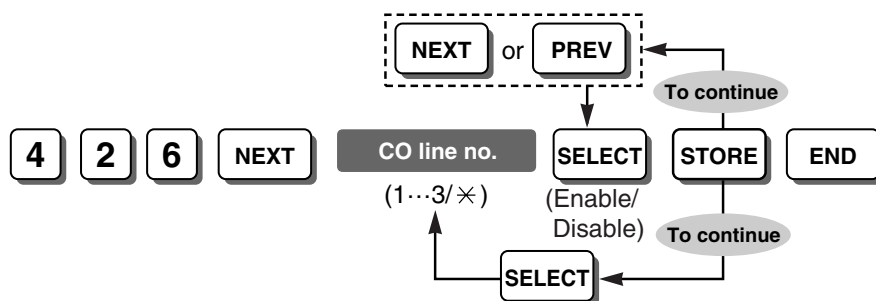 NEXT or PREV
To continue
4 2 6 NEXT CO line no. SELECT STORE END
(1···3/✳) (Enable/
Disable)
To continue
SELECT